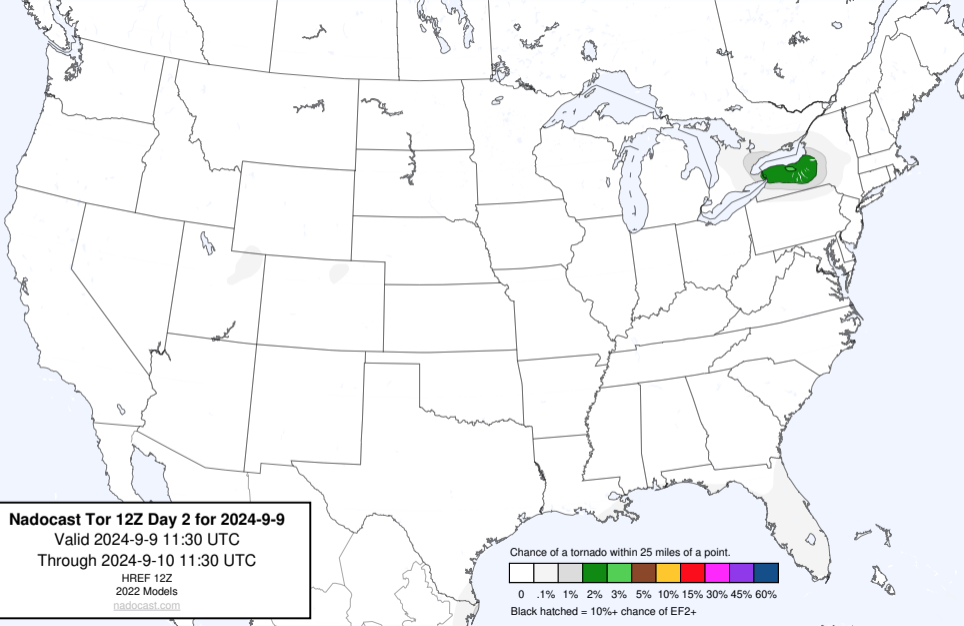 Nadocast Tor 12Z Day 2 for 2024-9-9
Valid 2024-9-9 11:30 UTC
Through 2024-9-10 11:30 UTC
HREF 12Z
2022 Models
nadocast.com
Chance of a tornado within 25 miles of a point.
0 .1% 1% 2% 3% 5% 10% 15% 30% 45% 60%
Black hatched = 10%+ chance of EF2+